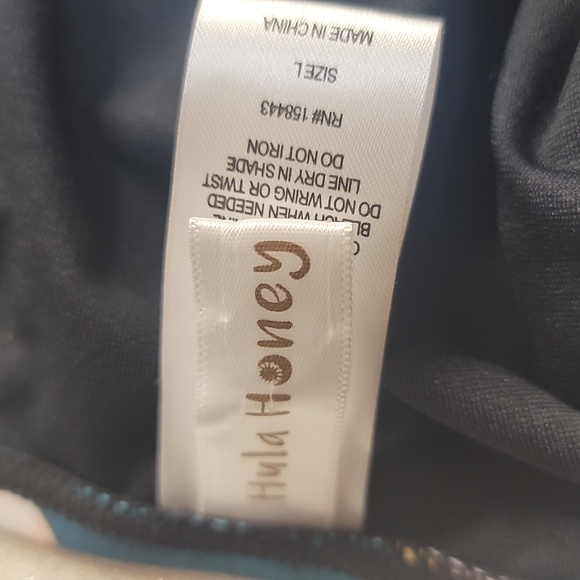 Hula Honey
BLEACH WHEN NEEDED
DO NOT WRING OR TWIST
LINE DRY IN SHADE
DO NOT IRON
RN# 158443
SIZE L
MADE IN CHINA